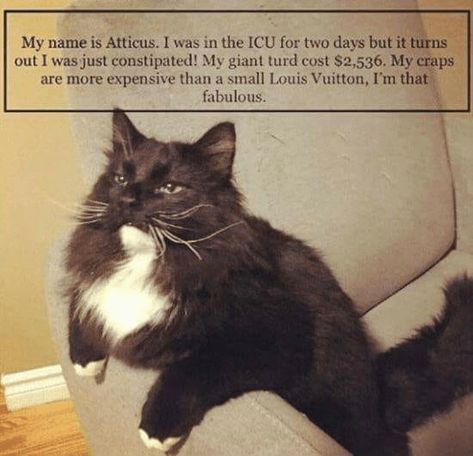 My name is Atticus. I was in the ICU for two days but it turns
out I was just constipated! My giant turd cost $2,536. My craps
are more expensive than a small Louis Vuitton, I'm that
fabulous.